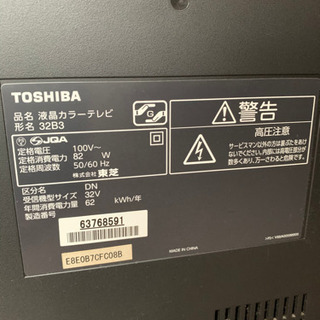 TOSHIBA
品名 液晶カラーテレビ
形名 32B3
JQA
定格電圧 100V~
定格消費電力 82 W
定格周波数 50/60 Hz
株式会社 東芝
区分名 DN
受信機型サイズ 32V
年間消費電力量 62 kWh/年
製造番号
63768591
E8E0B7CFC08B
警告
高圧注意
サービスマン以外の方は裏ぶたをあけ
ないでください。内部には高電圧部分が
数多くあり、万一さわると危険です。
MADE IN CHINA